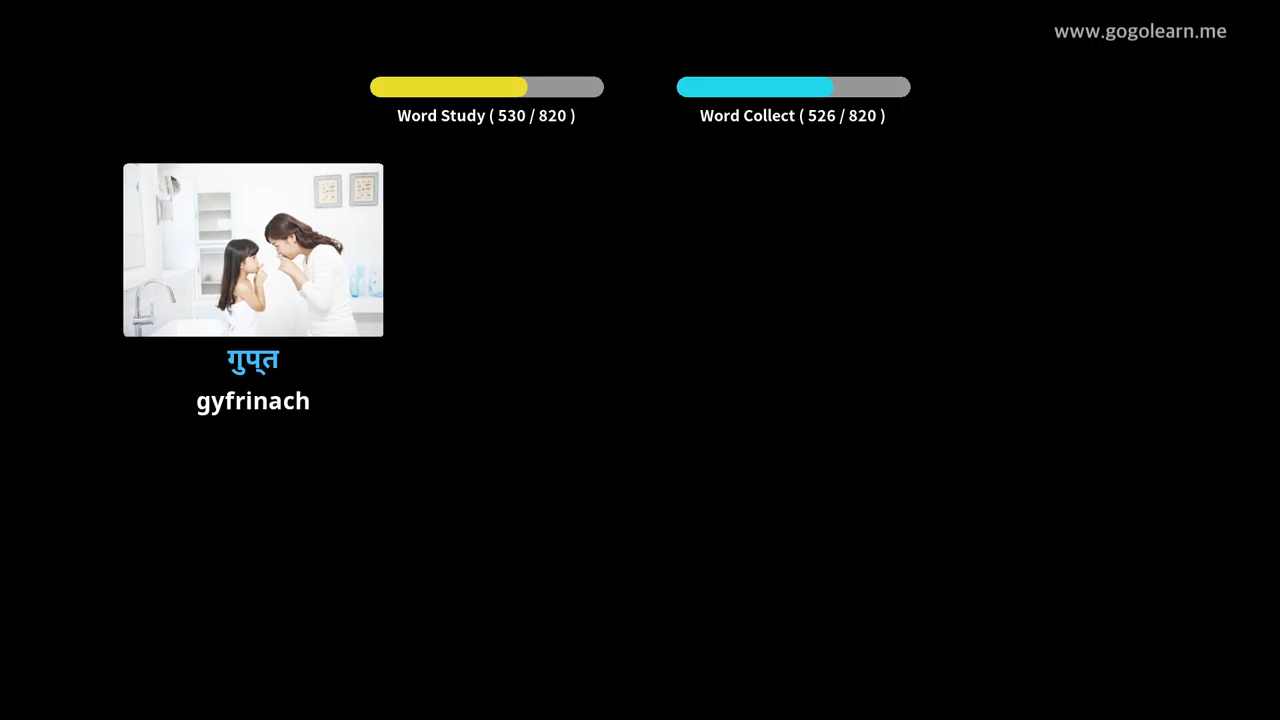 www.gogolearn.me
Word Study ( 530 / 820 )
Word Collect ( 526 / 820 )
गुप्त
gyfrinach